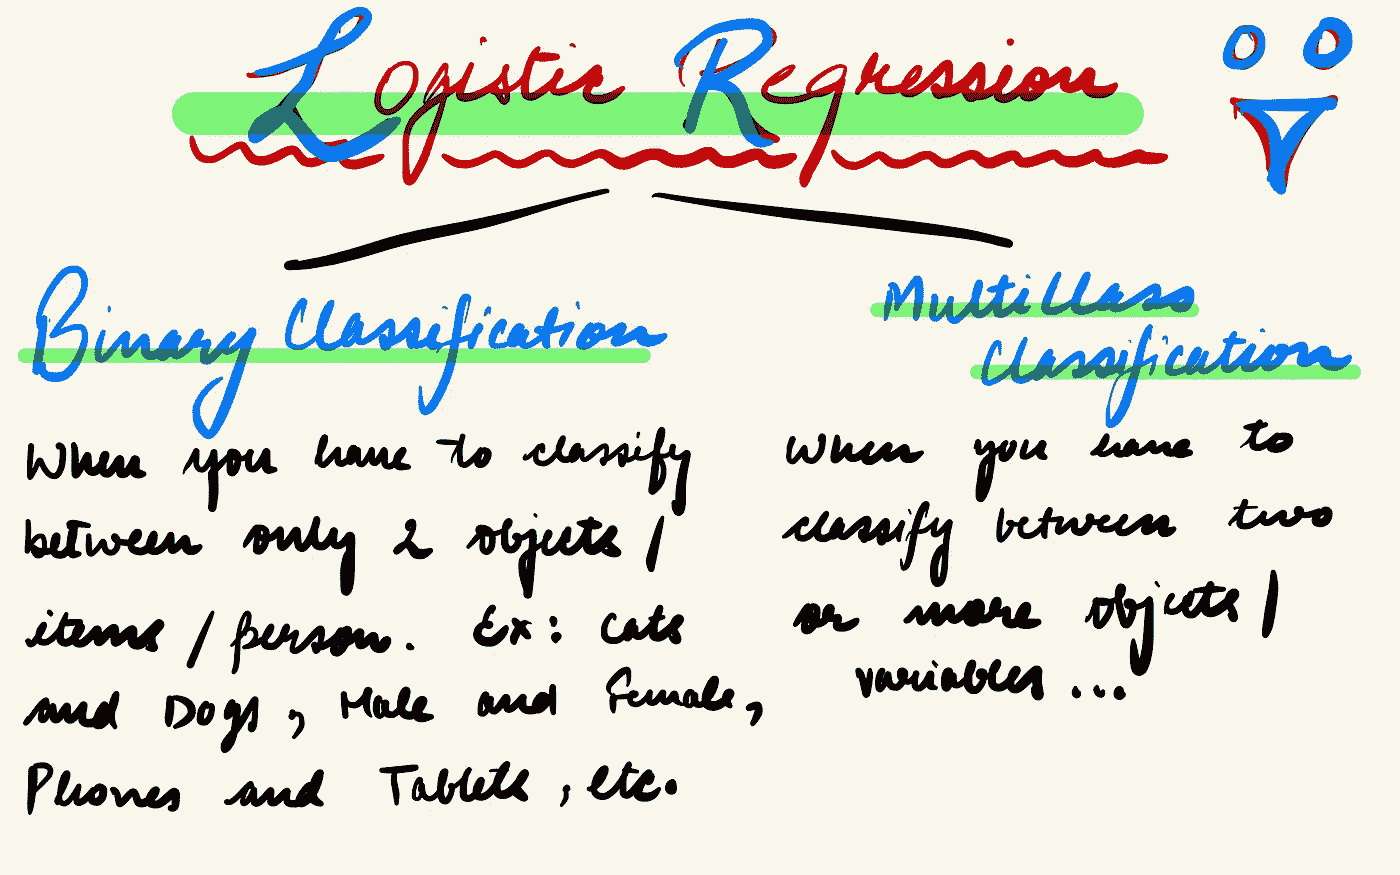 Logistic Regression
Binary Classification
When you have to classify
between only 2 objects /
items / person. Ex: Cats
and Dogs, Male and Female,
Phones and Tablets, etc.
Multiclass
Classification
When you have to
classify between two
or more objects /
variables ...